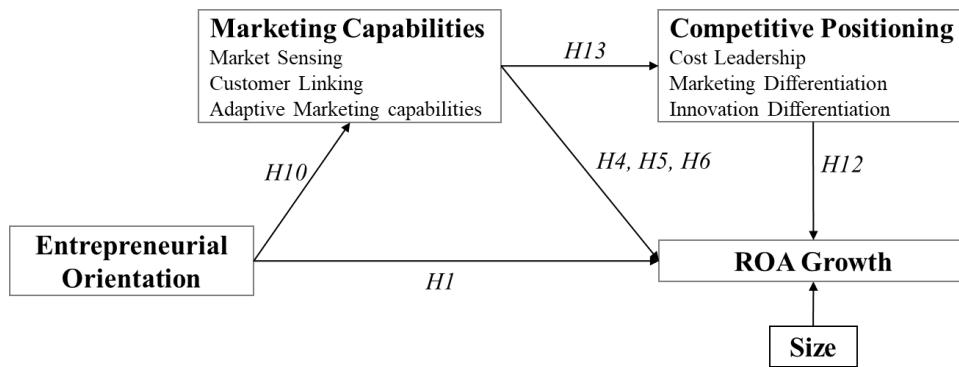 Marketing Capabilities
Market Sensing
Customer Linking
Adaptive Marketing capabilities
H13
Competitive Positioning
Cost Leadership
Marketing Differentiation
Innovation Differentiation
H10
H4, H5, H6
H12
Entrepreneurial
Orientation
H1
ROA Growth
Size